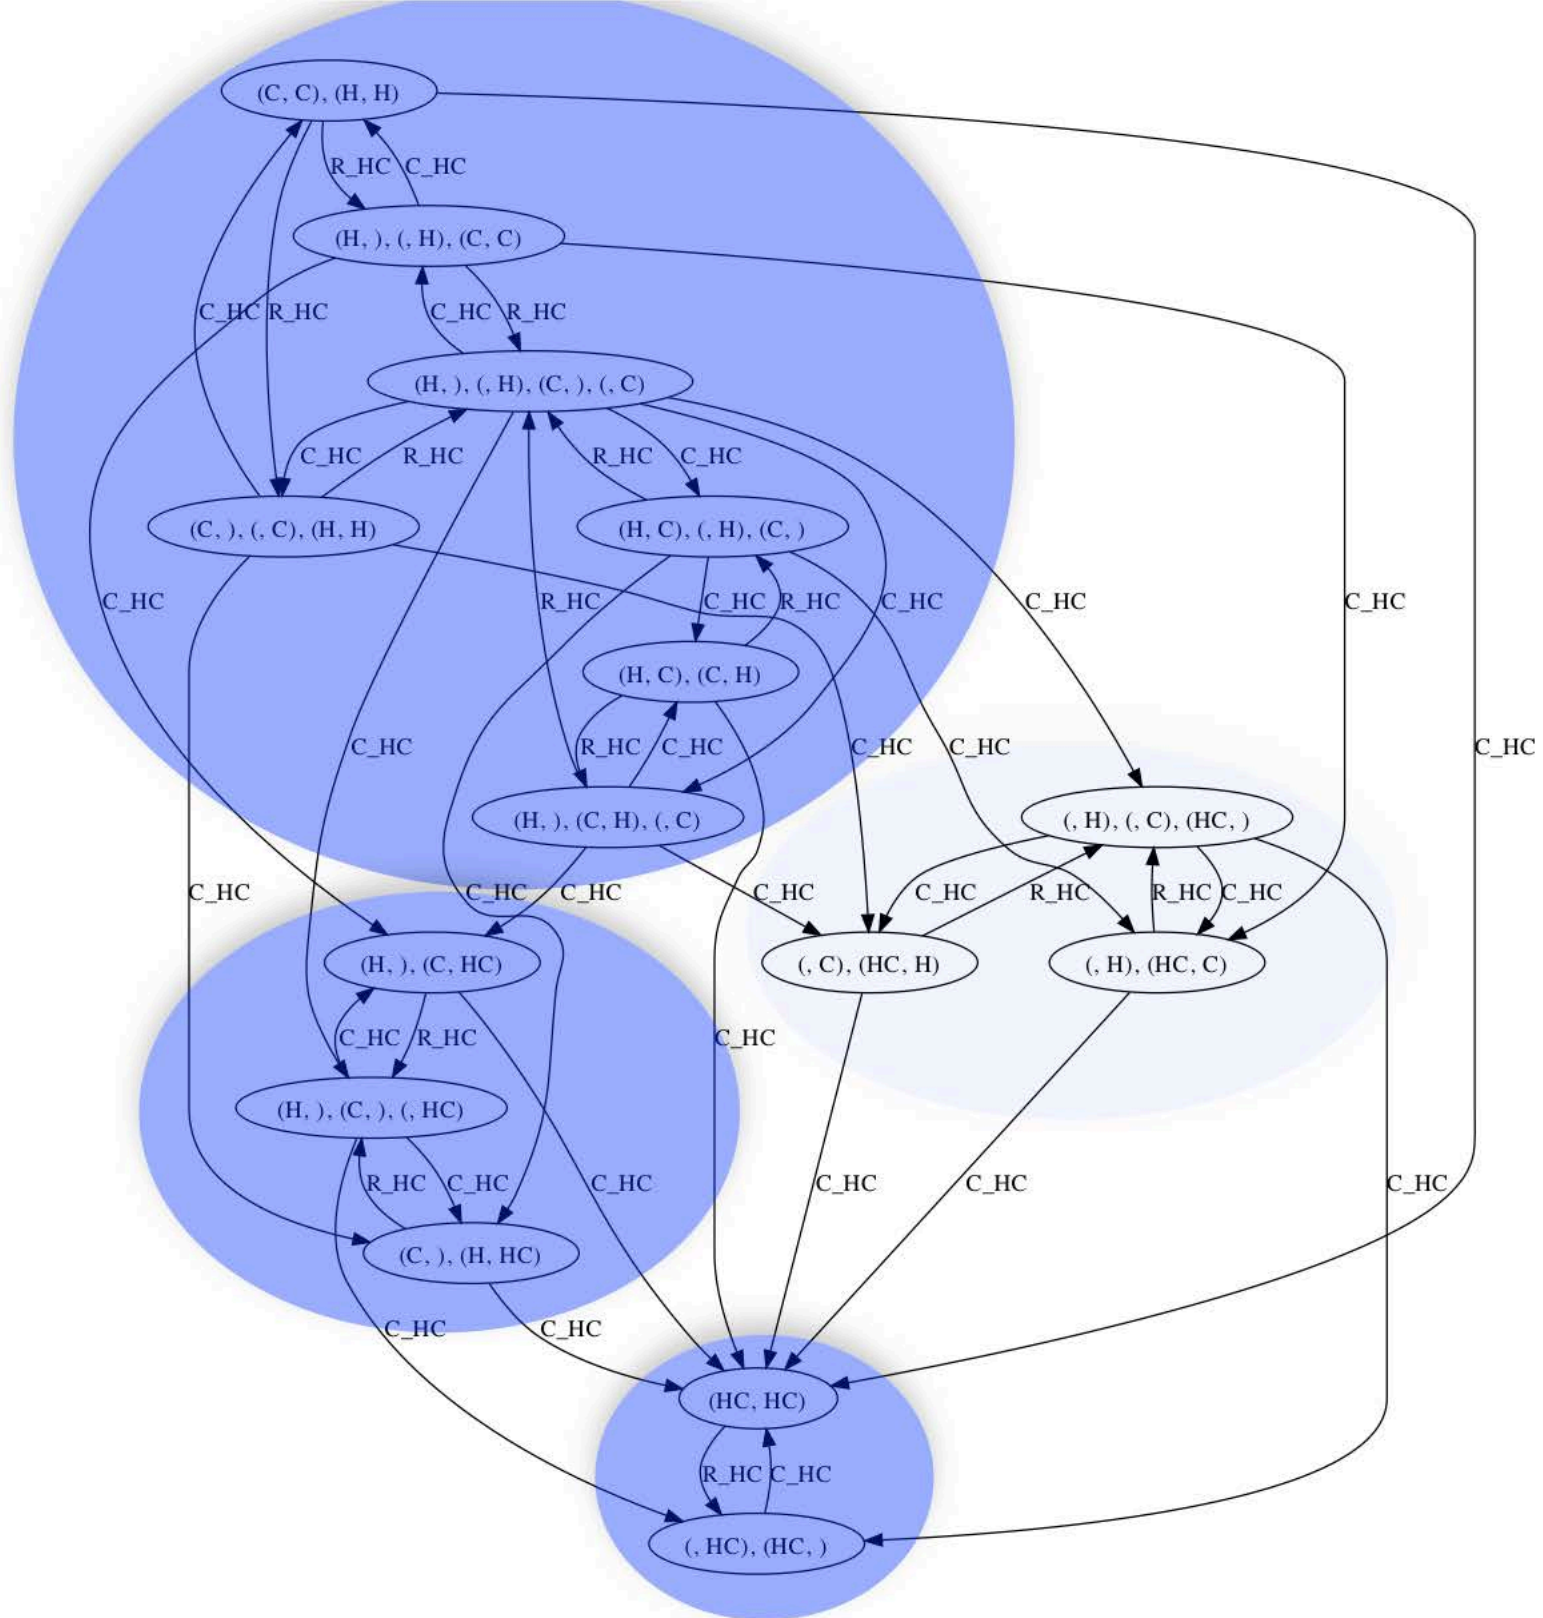 (C, C), (H, H)
R_HC C_HC
(H, ), (, H), (C, C)
C_HC R_HC C_HC R_HC
(H, ), (, H), (C, ), (, C)
C_HC R_HC R_HC C_HC
(C, ), (, C), (H, H) (H, C), (, H), (C, )
C_HC R_HC C_HC R_HC C_HC C_HC C_HC
(H, C), (C, H)
C_HC R_HC C_HC C_HC C_HC C_HC
(H, ), (C, H), (, C) (, H), (, C), (HC, )
C_HC C_HC C_HC C_HC C_HC R_HC R_HC C_HC
(H, ), (C, HC) (, C), (HC, H) (, H), (HC, C)
C_HC R_HC C_HC
(H, ), (C, ), (, HC)
R_HC C_HC C_HC C_HC C_HC C_HC
(C, ), (H, HC)
C_HC C_HC
(HC, HC)
R_HC C_HC
(, HC), (HC, )